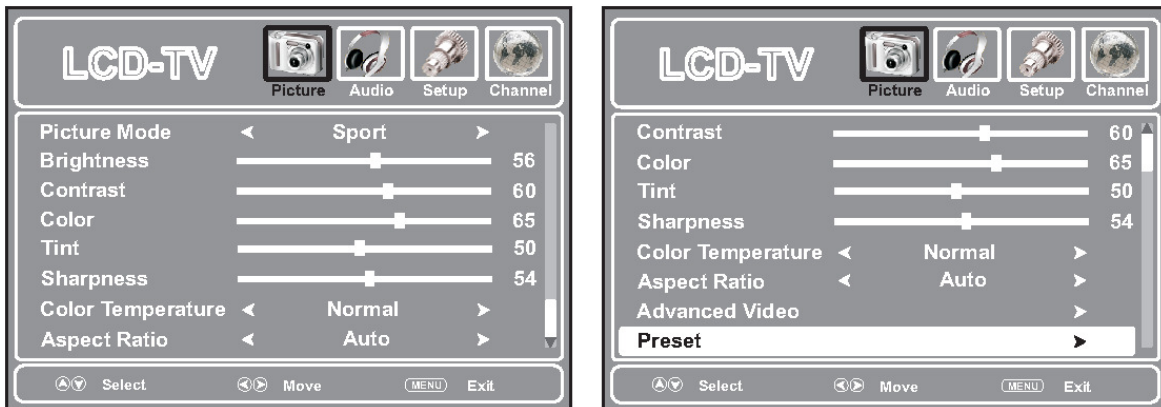 LCD-TV
Picture Audio Setup Channel
Picture Mode Sport
Brightness 56
Contrast 60
Color 65
Tint 50
Sharpness 54
Color Temperature Normal
Aspect Ratio Auto
Select Move MENU Exit
LCD-TV
Picture Audio Setup Channel
Contrast 60
Color 65
Tint 50
Sharpness 54
Color Temperature Normal
Aspect Ratio Auto
Advanced Video
Preset
Select Move MENU Exit